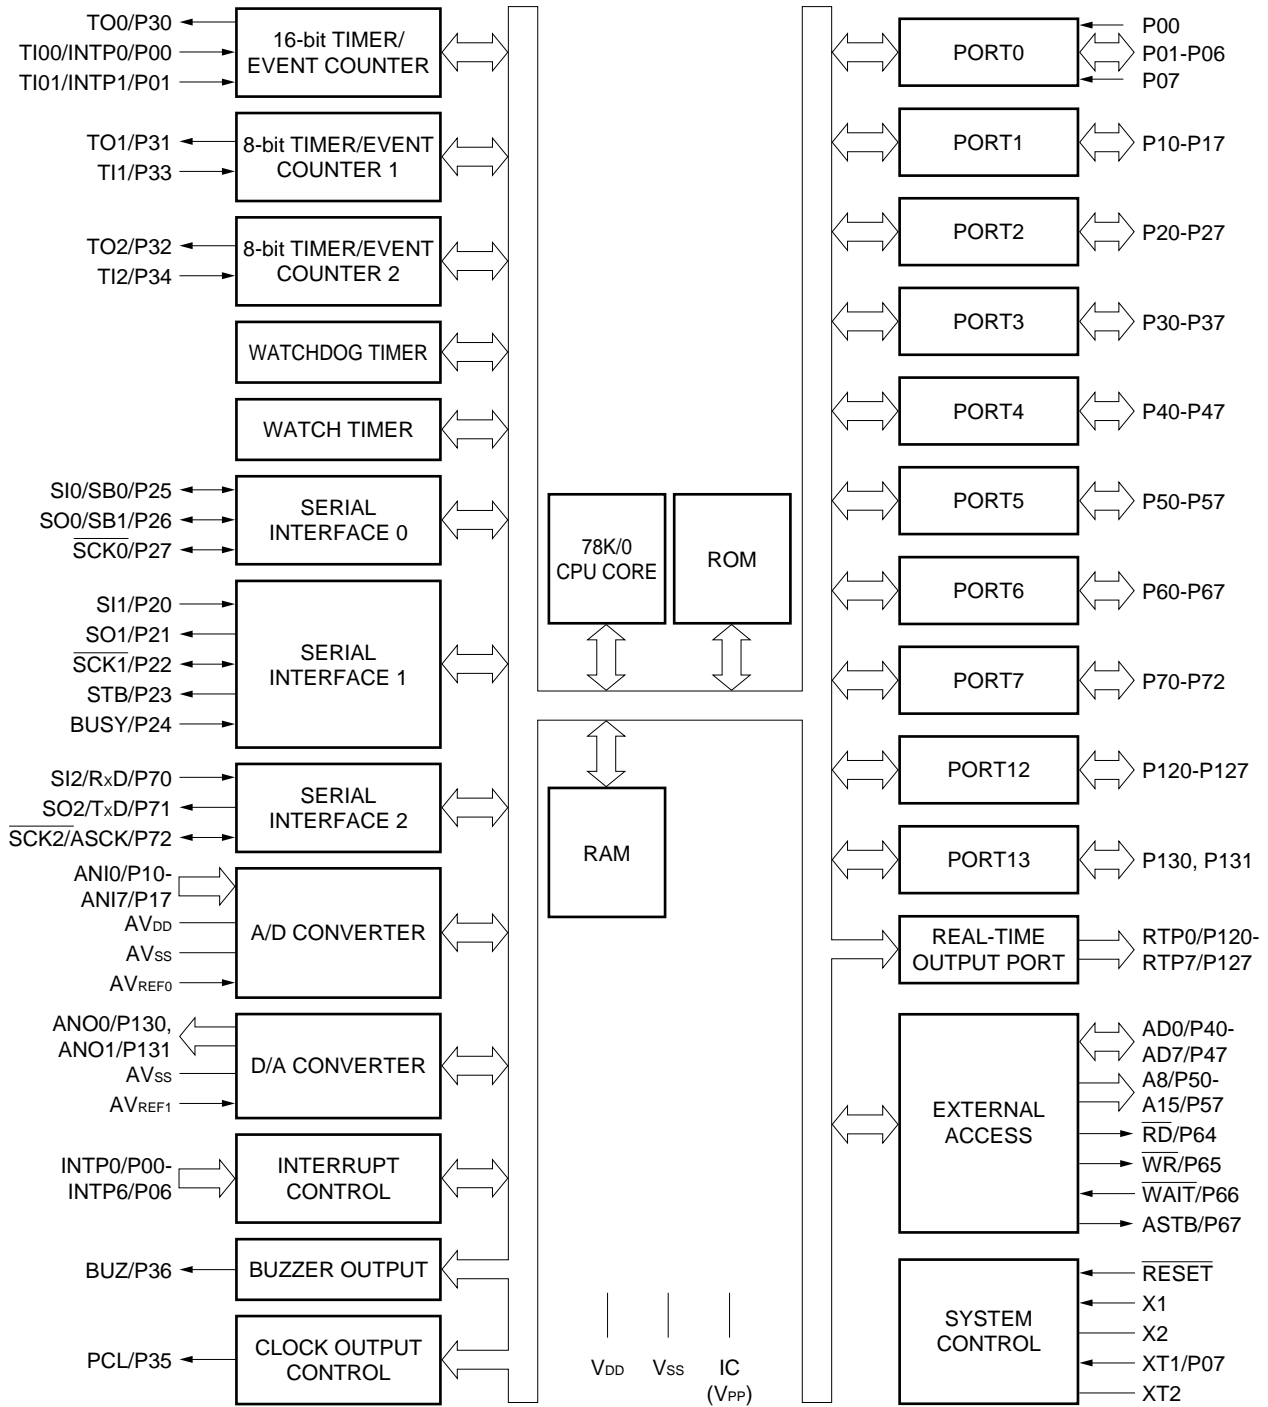 TO0/P30
TI00/INTP0/P00
TI01/INTP1/P01
16-bit TIMER/
EVENT COUNTER
TO1/P31
TI1/P33
8-bit TIMER/EVENT
COUNTER 1
TO2/P32
TI2/P34
8-bit TIMER/EVENT
COUNTER 2
WATCHDOG TIMER
WATCH TIMER
SI0/SB0/P25
SO0/SB1/P26
SCK0/P27
SERIAL
INTERFACE 0
SI1/P20
SO1/P21
SCK1/P22
STB/P23
BUSY/P24
SERIAL
INTERFACE 1
SI2/RxD/P70
SO2/TxD/P71
SCK2/ASCK/P72
SERIAL
INTERFACE 2
ANI0/P10-
ANI7/P17
AVDD
AVSS
AVREF0
A/D CONVERTER
ANO0/P130,
ANO1/P131
AVSS
AVREF1
D/A CONVERTER
INTP0/P00-
INTP6/P06
INTERRUPT
CONTROL
BUZ/P36
BUZZER OUTPUT
PCL/P35
CLOCK OUTPUT
CONTROL
78K/0
CPU CORE
ROM
RAM
VDD
VSS
IC
(VPP)
PORT0
P00
P01-P06
P07
PORT1
P10-P17
PORT2
P20-P27
PORT3
P30-P37
PORT4
P40-P47
PORT5
P50-P57
PORT6
P60-P67
PORT7
P70-P72
PORT12
P120-P127
PORT13
P130, P131
REAL-TIME
OUTPUT PORT
RTP0/P120-
RTP7/P127
EXTERNAL
ACCESS
AD0/P40-
AD7/P47
A8/P50-
A15/P57
RD/P64
WR/P65
WAIT/P66
ASTB/P67
SYSTEM
CONTROL
RESET
X1
X2
XT1/P07
XT2